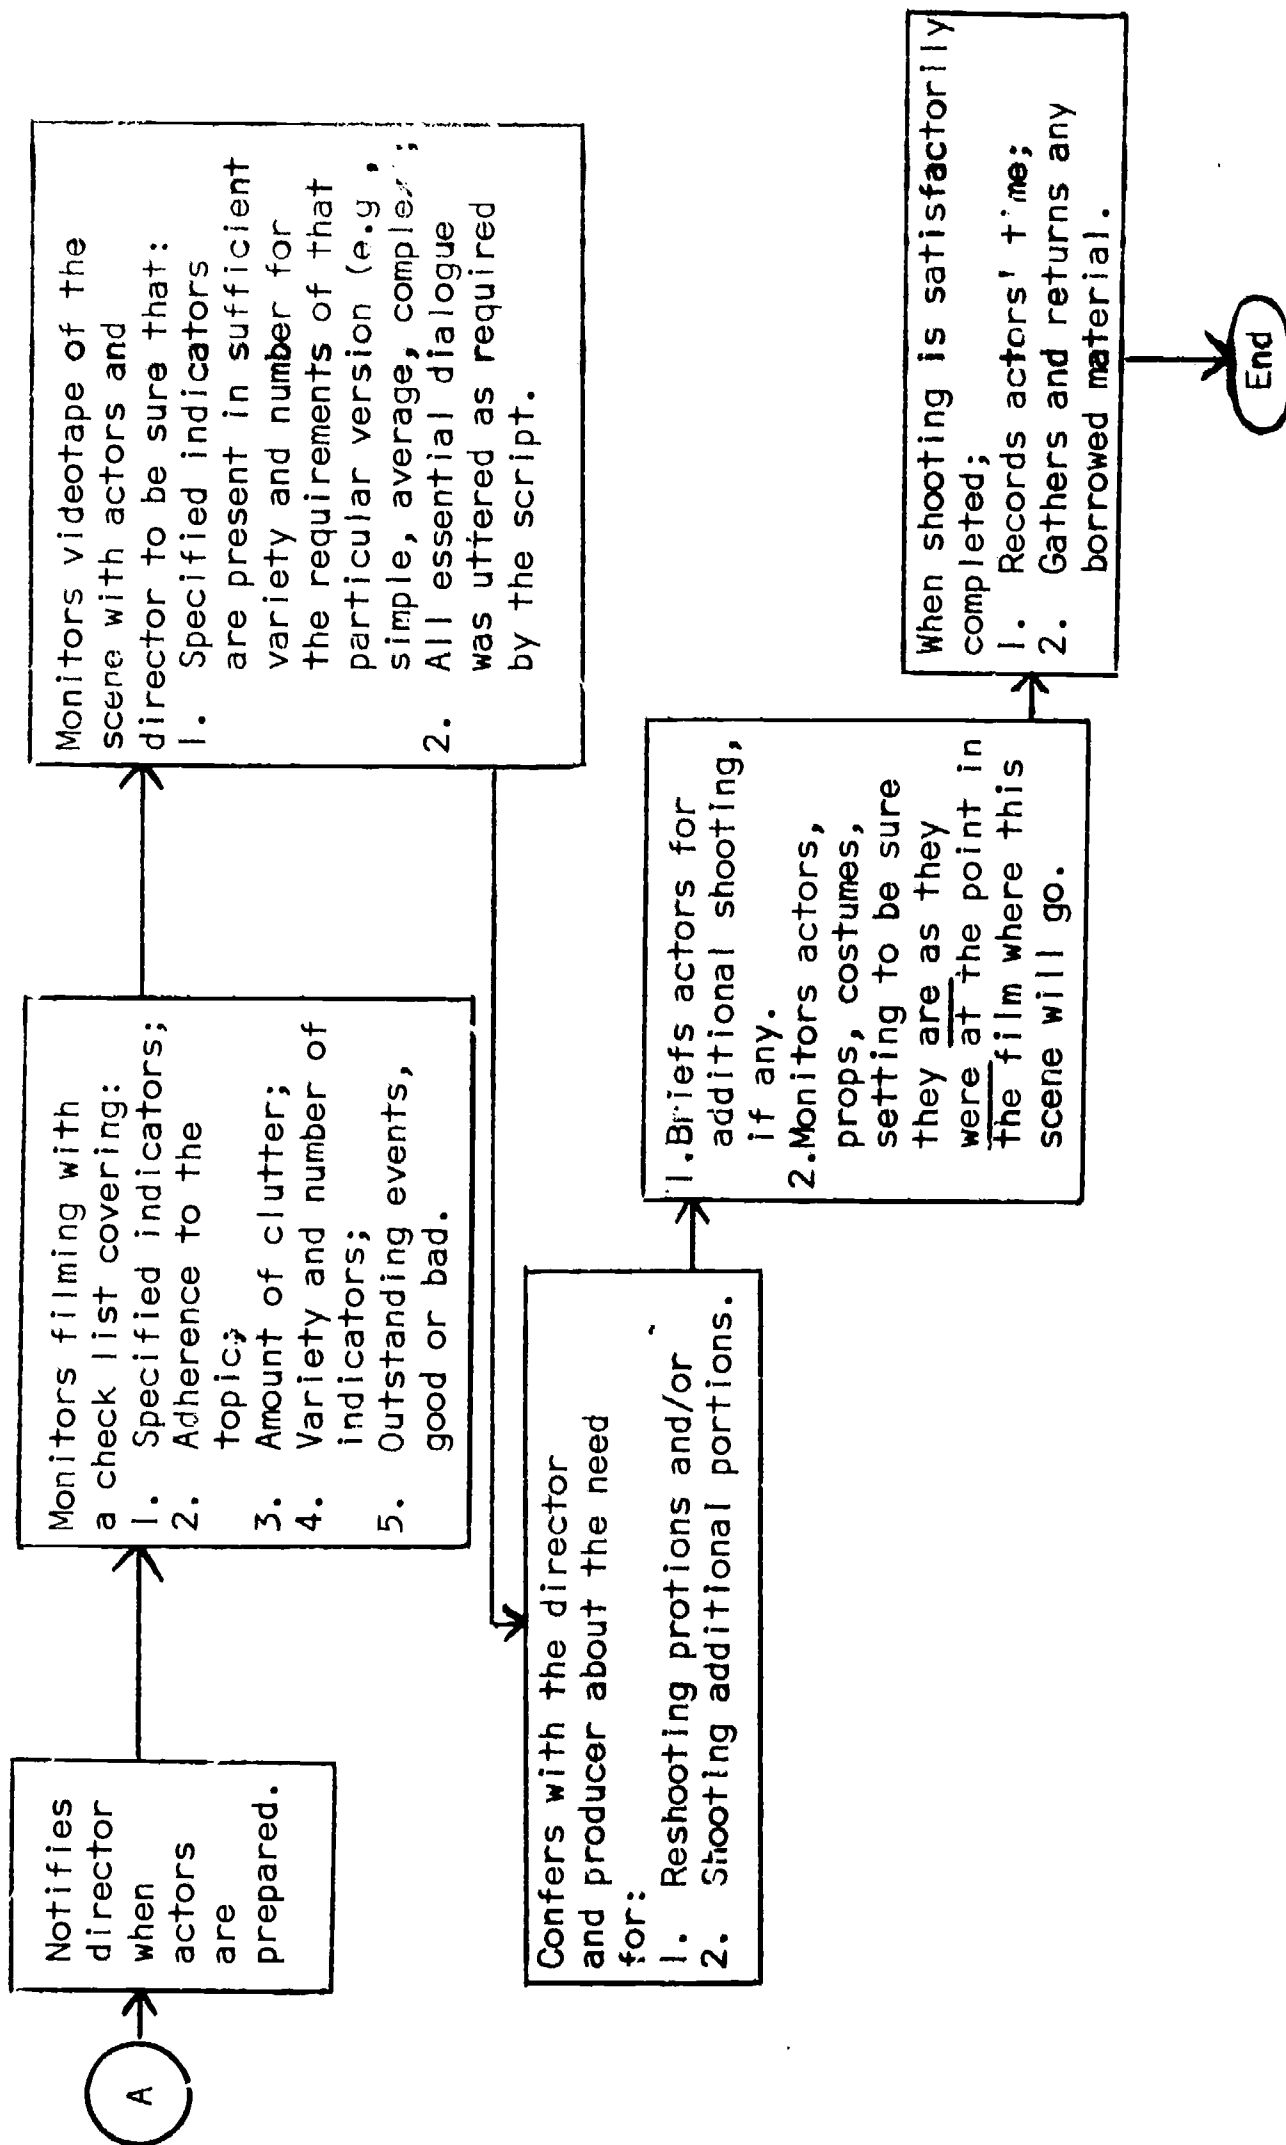 A
Notifies
director
when
actors
are
prepared.
Monitors filming with
a check list covering:
1. Specified indicators;
2. Adherence to the
topic;
3. Amount of clutter;
4. Variety and number of
indicators;
5. Outstanding events,
good or bad.
Monitors videotape of the
scene with actors and
director to be sure that:
1. Specified indicators
are present in sufficient
variety and number for
the requirements of that
particular version (e.g.,
simple, average, complex;
2. All essential dialogue
was uttered as required
by the script.
Confers with the director
and producer about the need
for:
1. Reshooting protions and/or
2. Shooting additional portions.
1. Briefs actors for
additional shooting,
if any.
2. Monitors actors,
props, costumes,
setting to be sure
they are as they
were at the point in
the film where this
scene will go.
When shooting is satisfactorily
completed;
1. Records actors' time;
2. Gathers and returns any
borrowed material.
End